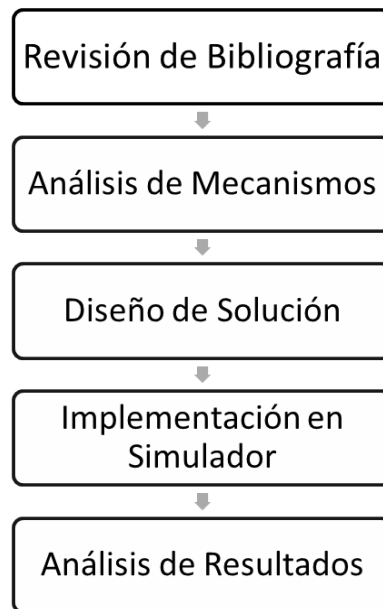 Revisión de Bibliografía
Análisis de Mecanismos
Diseño de Solución
Implementación en
Simulador
Análisis de Resultados